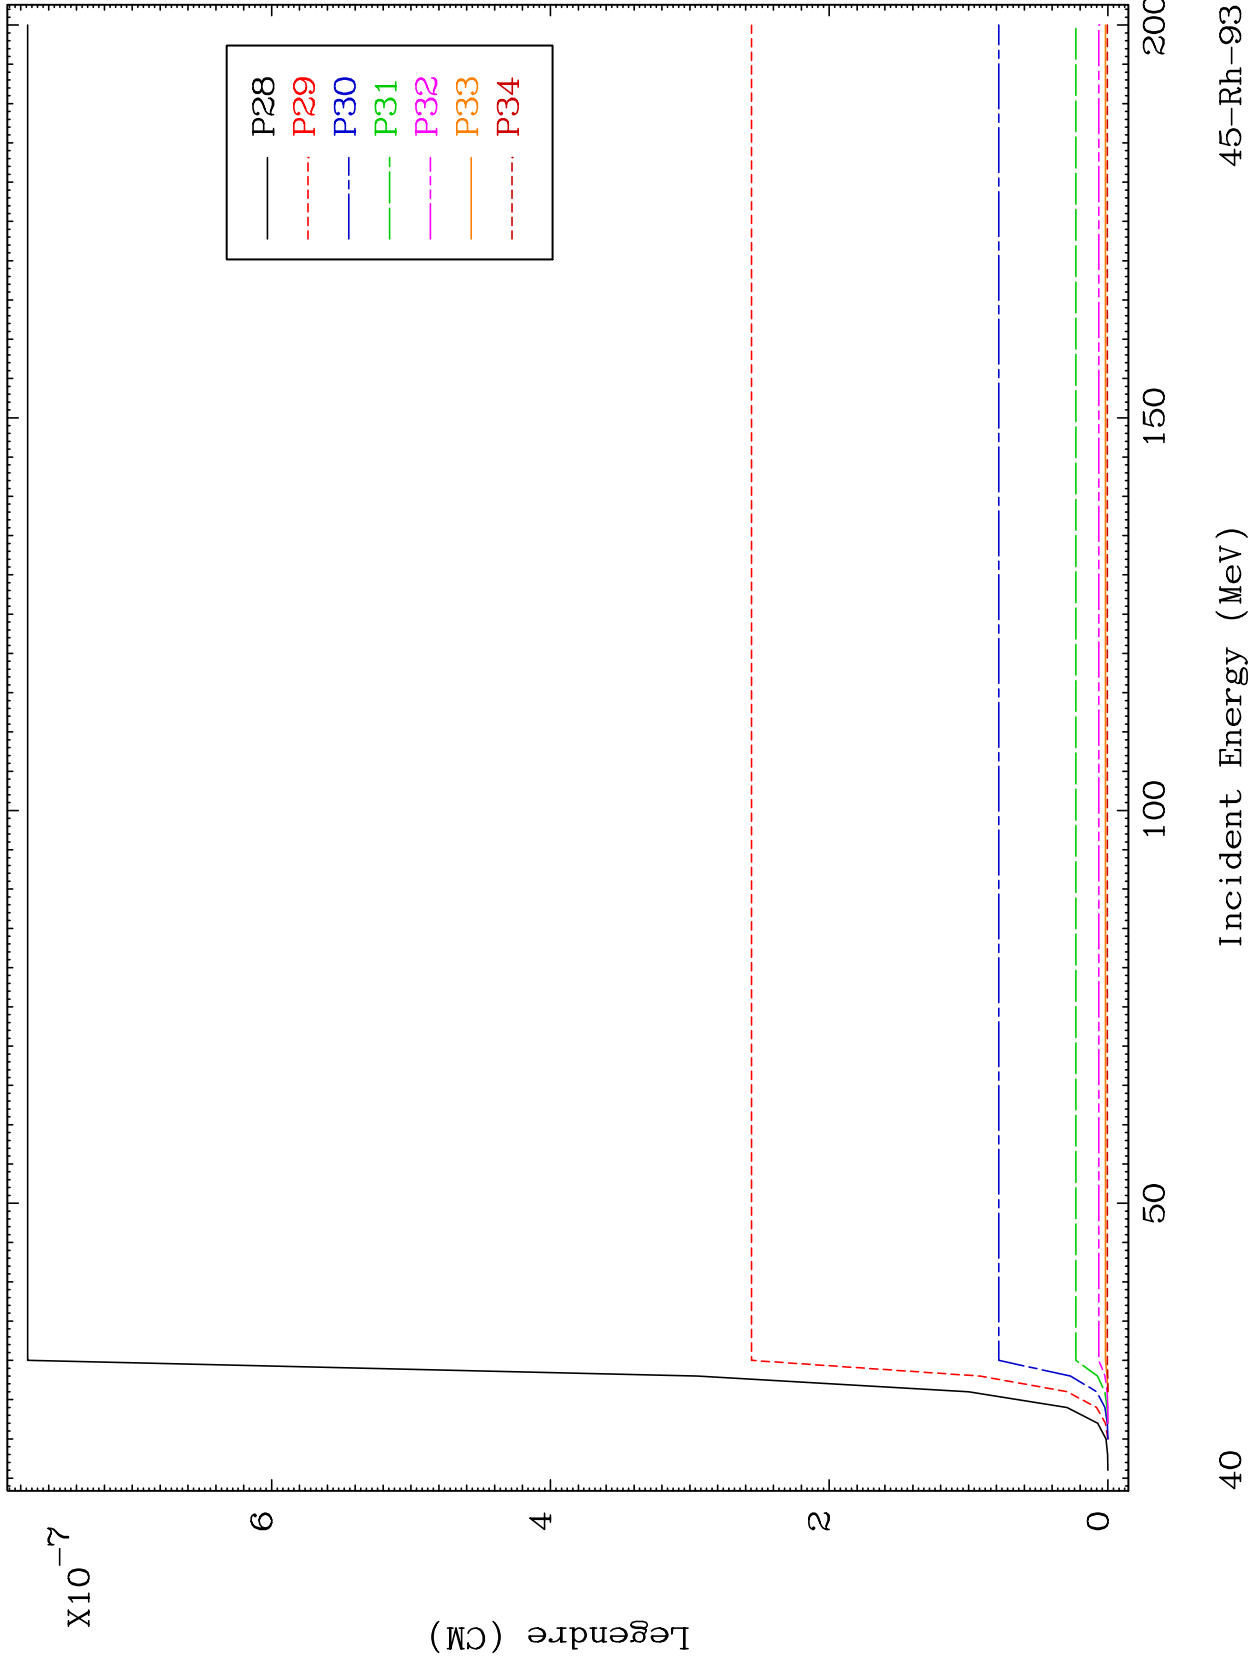 X10-7
Legendre (CM)
6
4
2
0
P28
P29
P30
P31
P32
P33
P34
50
100
150
200
Incident Energy (MeV)
40
45-Rh-93